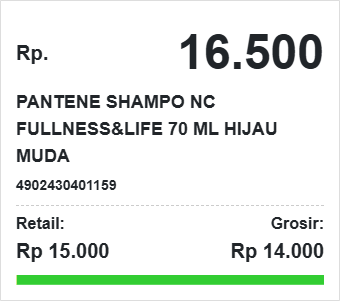 Rp. 16.500
PANTENE SHAMPO NC
FULLNESS&LIFE 70 ML HIJAU
MUDA
4902430401159
Retail: Grosir:
Rp 15.000 Rp 14.000